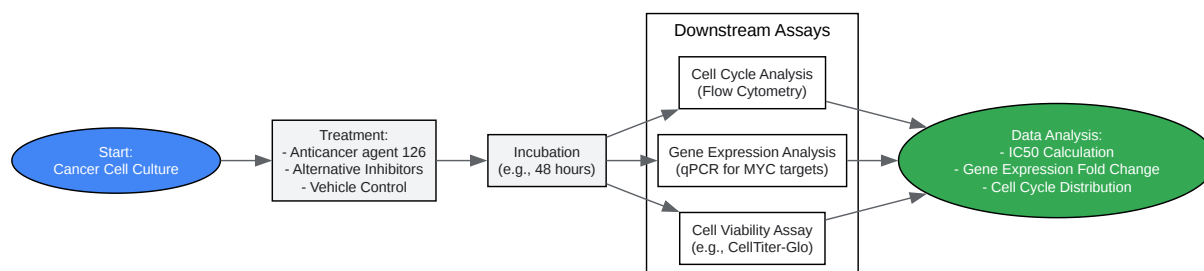 Start:
Cancer Cell Culture
Treatment:
- Anticancer agent 126
- Alternative Inhibitors
- Vehicle Control
Incubation
(e.g., 48 hours)
Downstream Assays
Cell Cycle Analysis
(Flow Cytometry)
Gene Expression Analysis
(qPCR for MYC targets)
Cell Viability Assay
(e.g., CellTiter-Glo)
Data Analysis:
- IC50 Calculation
- Gene Expression Fold Change
- Cell Cycle Distribution